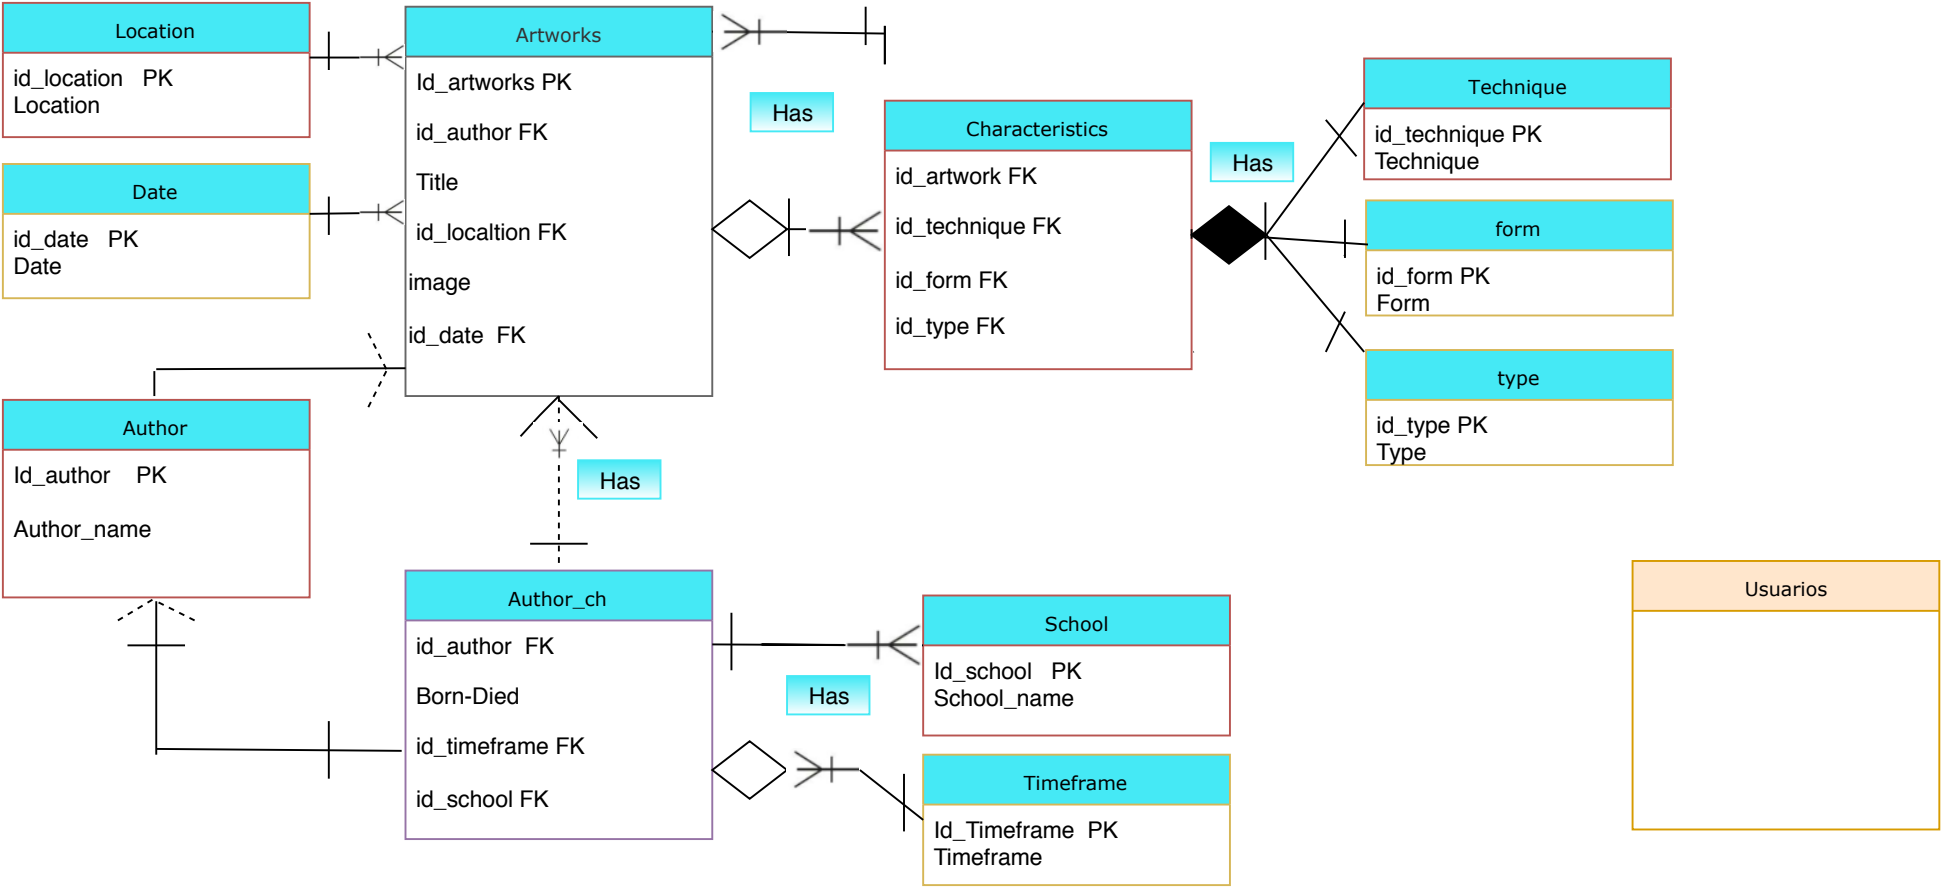 Location
id_location PK
Location
Date
id_date PK
Date
Artworks
Id_artworks PK
id_author FK
Title
id_localtion FK
image
id_date FK
Has
Characteristics
id_artwork FK
id_technique FK
id_form FK
id_type FK
Has
Technique
id_technique PK
Technique
form
id_form PK
Form
type
id_type PK
Type
Author
Id_author PK
Author_name
Has
Author_ch
id_author FK
Born-Died
id_timeframe FK
id_school FK
Has
School
Id_school PK
School_name
Timeframe
Id_Timeframe PK
Timeframe
Usuarios